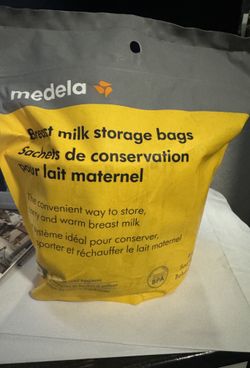 medela
Breast milk storage bags
Sachets de conservation
pour lait maternel
The convenient way to store,
carry and warm breast milk
Système idéal pour conserver,
transporter et réchauffer le lait maternel
BPA